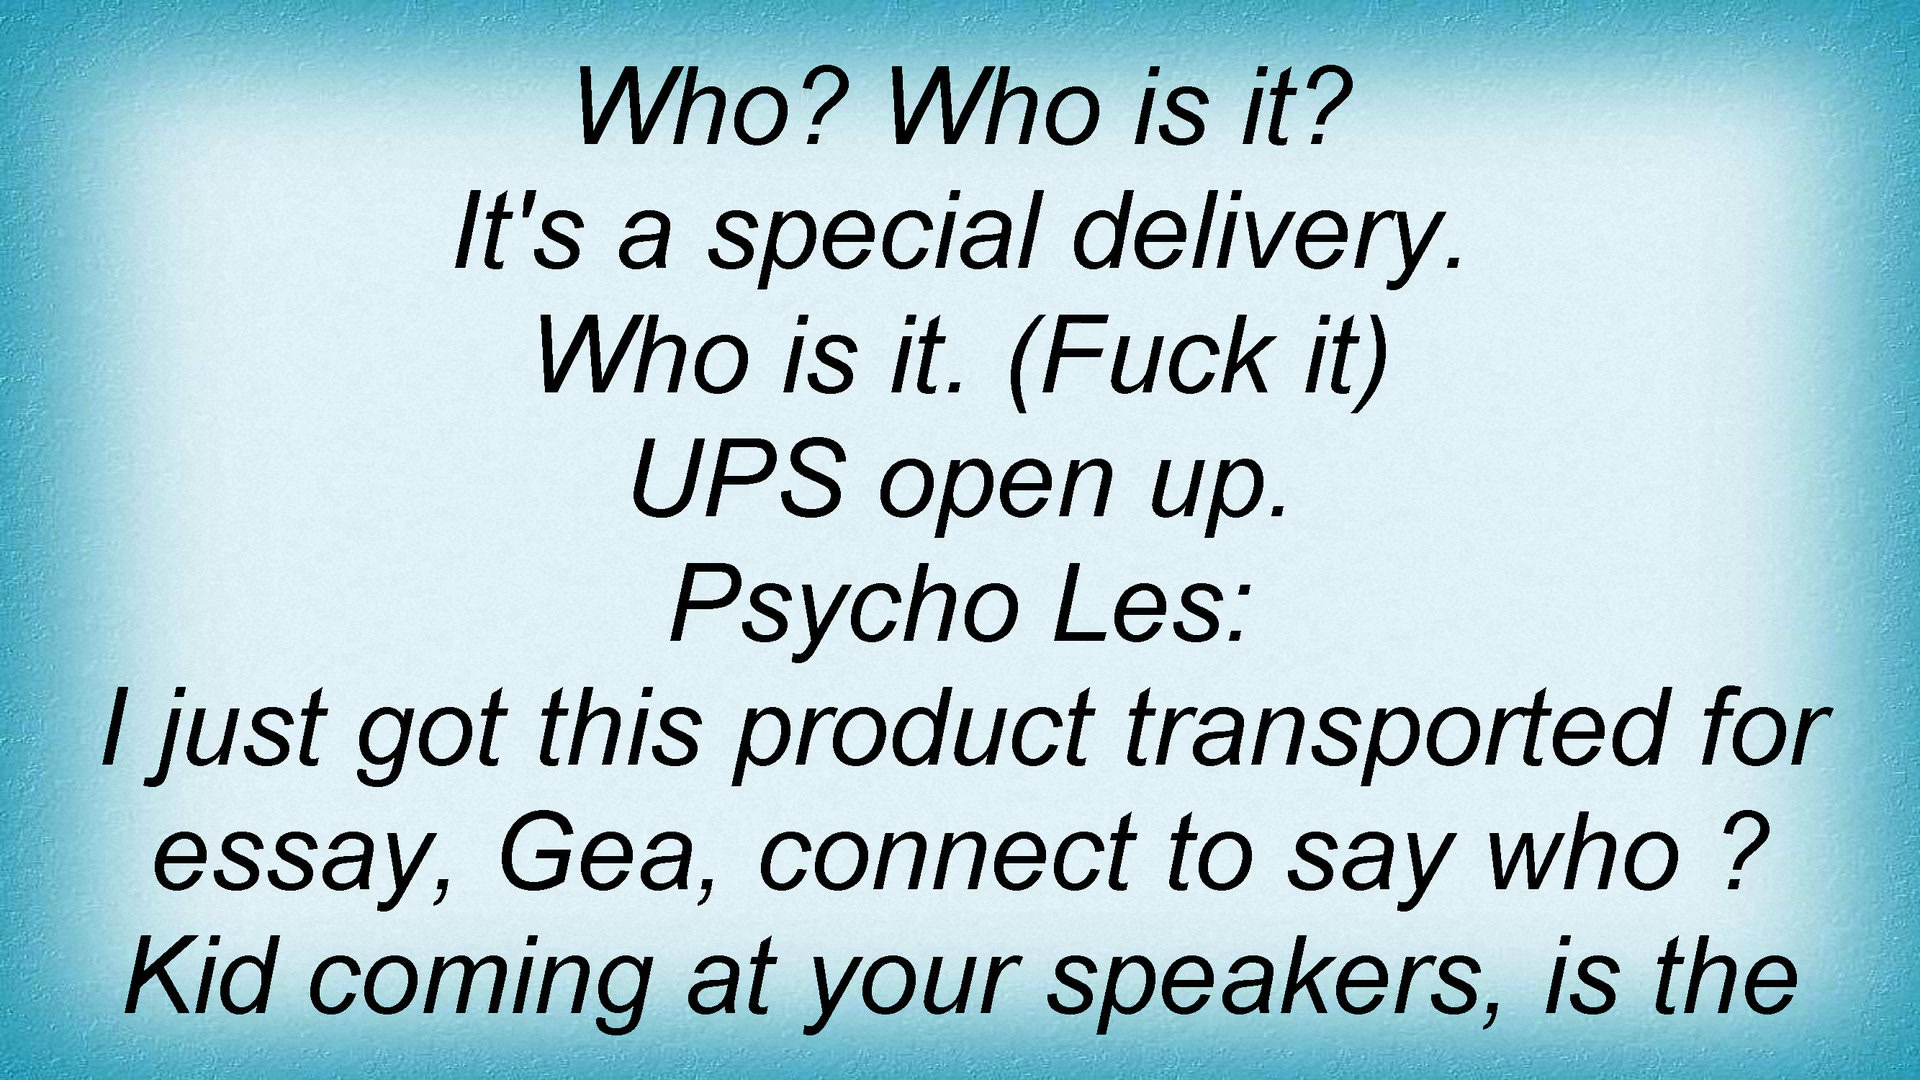 Who? Who is it?
It's a special delivery.
Who is it. (Fuck it)
UPS open up.
Psycho Les:
I just got this product transported for
essay, Gea, connect to say who ?
Kid coming at your speakers, is the